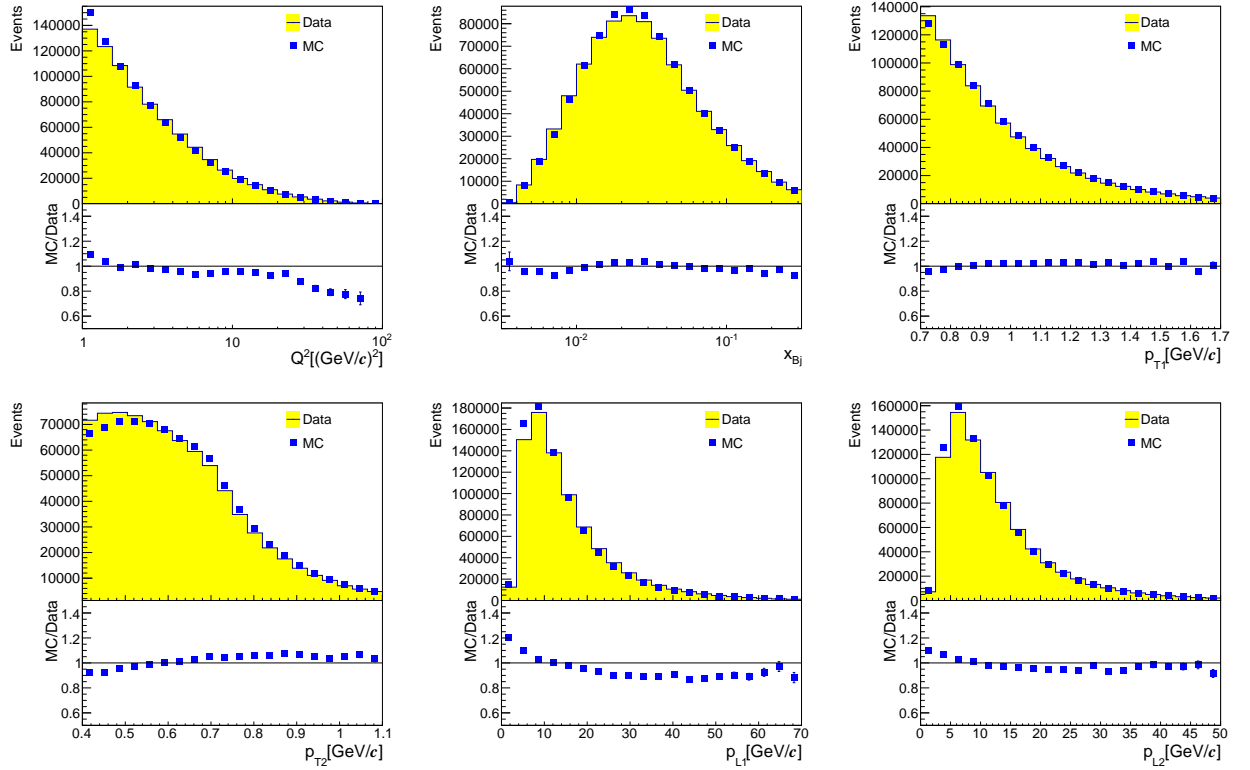 Events
140000
120000
100000
80000
60000
40000
20000
0
Data
MC
MC/Data
1.4
1.2
1
0.8
0.6
1
10
10²
Q²[(GeV/c)²]
Events
80000
70000
60000
50000
40000
30000
20000
10000
0
Data
MC
MC/Data
1.4
1.2
1
0.8
0.6
10⁻²
10⁻¹
x_Bj
Events
120000
100000
80000
60000
40000
20000
0
Data
MC
MC/Data
1.4
1.2
1
0.8
0.6
0.7 0.8 0.9 1 1.1 1.2 1.3 1.4 1.5 1.6 1.7
p_T1[GeV/c]
Events
70000
60000
50000
40000
30000
20000
10000
Data
MC
MC/Data
1.4
1.2
1
0.8
0.6
0.4 0.5 0.6 0.7 0.8 0.9 1 1.1
p_T2[GeV/c]
Events
180000
160000
140000
120000
100000
80000
60000
40000
20000
0
Data
MC
MC/Data
1.4
1.2
1
0.8
0.6
0 10 20 30 40 50 60 70
p_L1[GeV/c]
Events
160000
140000
120000
100000
80000
60000
40000
20000
0
Data
MC
MC/Data
1.4
1.2
1
0.8
0.6
0 5 10 15 20 25 30 35 40 45 50
p_L2[GeV/c]